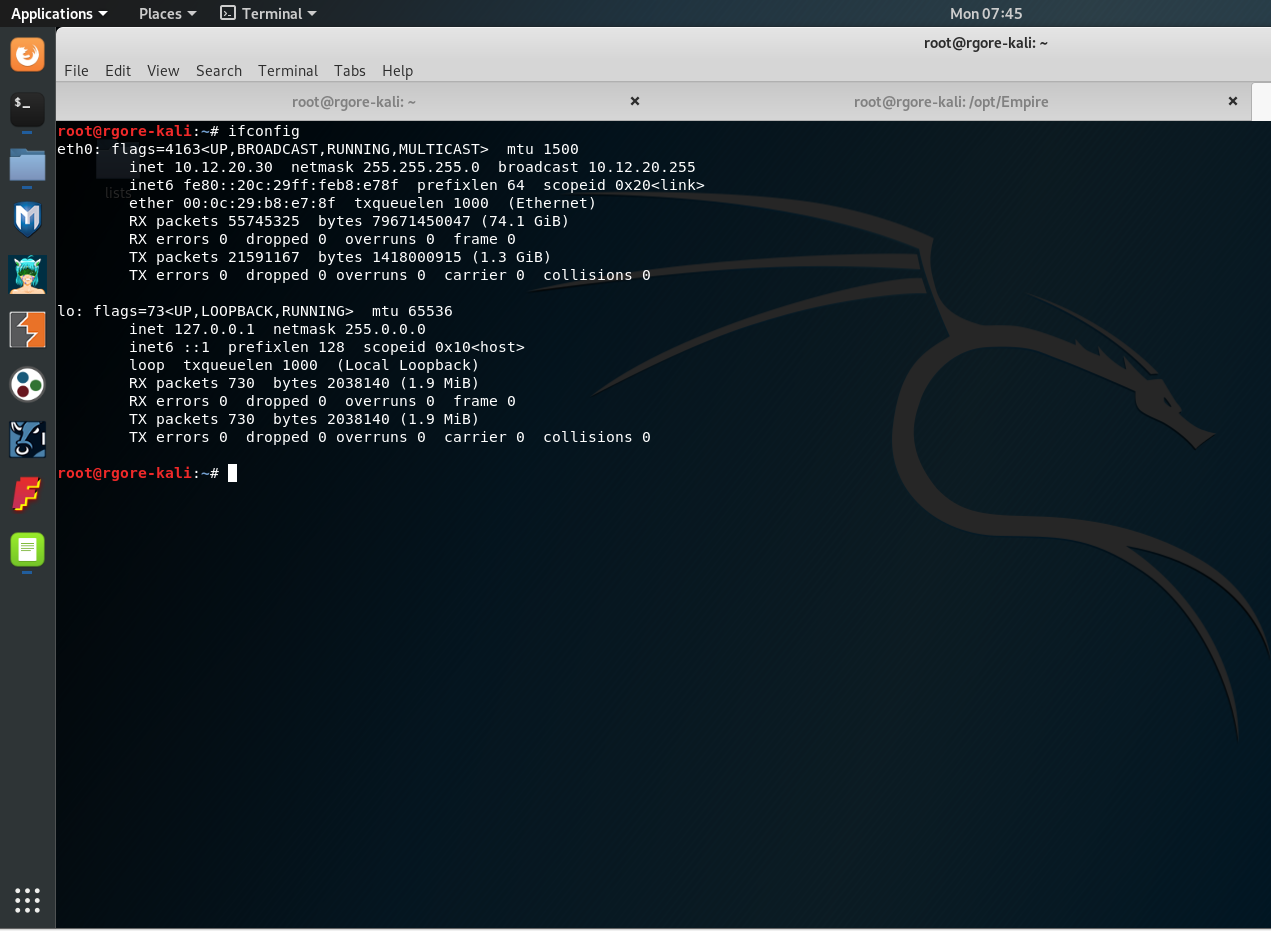 Applications Places Terminal Mon 07:45
root@rgore-kali: ~
File Edit View Search Terminal Tabs Help
root@rgore-kali: ~ × root@rgore-kali: /opt/Empire ×
root@rgore-kali:~# ifconfig
eth0: flags=4163<UP,BROADCAST,RUNNING,MULTICAST>  mtu 1500
        inet 10.12.20.30  netmask 255.255.255.0  broadcast 10.12.20.255
        inet6 fe80::20c:29ff:feb8:e78f  prefixlen 64  scopeid 0x20<link>
lists
        ether 00:0c:29:b8:e7:8f  txqueuelen 1000  (Ethernet)
        RX packets 55745325  bytes 79671450047 (74.1 GiB)
        RX errors 0  dropped 0  overruns 0  frame 0
        TX packets 21591167  bytes 1418000915 (1.3 GiB)
        TX errors 0  dropped 0 overruns 0  carrier 0  collisions 0
lo: flags=73<UP,LOOPBACK,RUNNING>  mtu 65536
        inet 127.0.0.1  netmask 255.0.0.0
        inet6 ::1  prefixlen 128  scopeid 0x10<host>
        loop  txqueuelen 1000  (Local Loopback)
        RX packets 730  bytes 2038140 (1.9 MiB)
        RX errors 0  dropped 0  overruns 0  frame 0
        TX packets 730  bytes 2038140 (1.9 MiB)
        TX errors 0  dropped 0 overruns 0  carrier 0  collisions 0
root@rgore-kali:~#